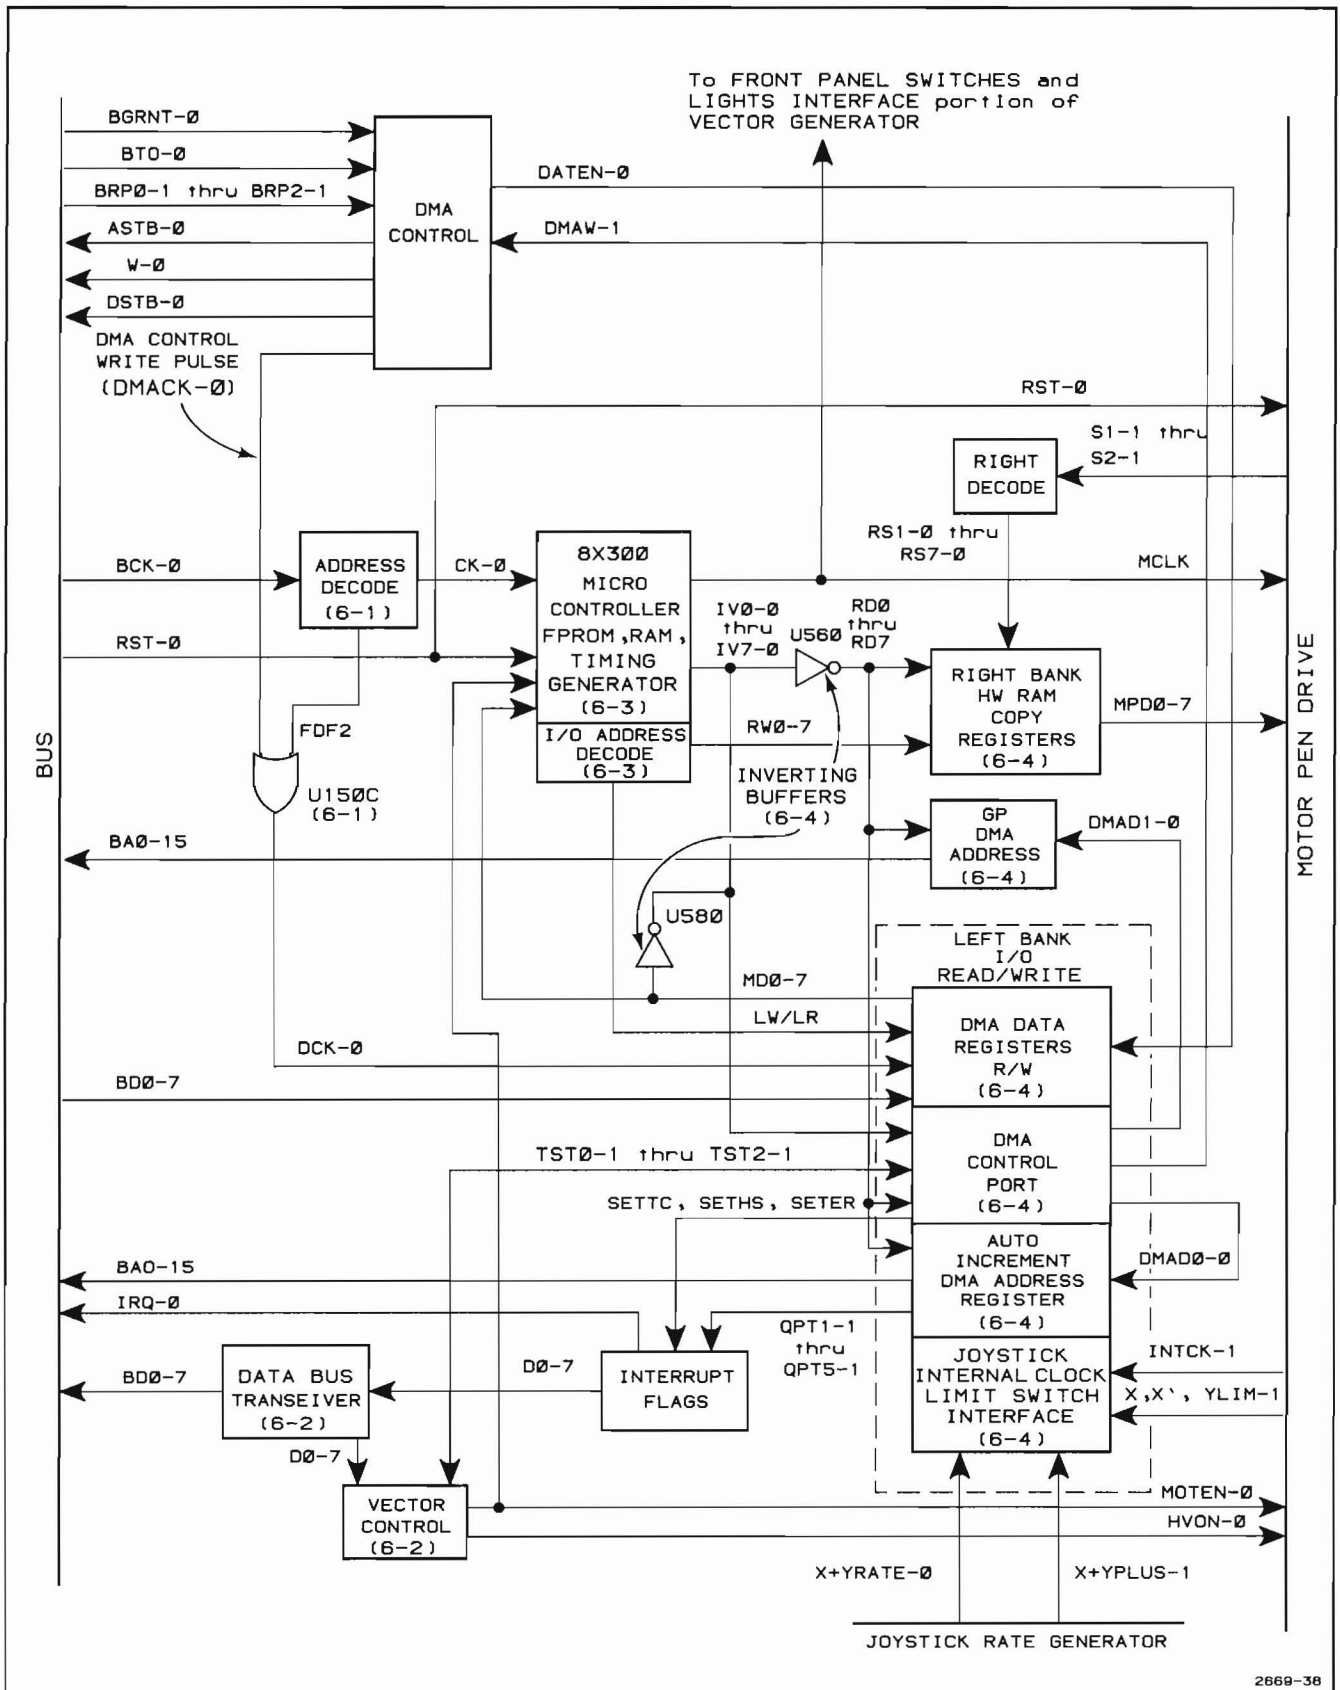 To FRONT PANEL SWITCHES and
LIGHTS INTERFACE portion of
VECTOR GENERATOR
BGRNT-Ø
BTO-Ø
BRPØ-1 thru BRP2-1
ASTB-Ø
W-Ø
DSTB-Ø
DMA
CONTROL
DATEN-Ø
DMAW-1
DMA CONTROL
WRITE PULSE
(DMACK-Ø)
RST-Ø
S1-1 thru
S2-1
RIGHT
DECODE
RS1-Ø thru
RS7-Ø
BCK-Ø
ADDRESS
DECODE
(6-1)
CK-Ø
8X3ØØ
MICRO
CONTROLLER
FPROM,RAM,
TIMING
GENERATOR
(6-3)
I/O ADDRESS
DECODE
(6-3)
MCLK
IVØ-Ø
thru
IV7-Ø
U56Ø
RDØ
thru
RD7
RST-Ø
RIGHT BANK
HW RAM
COPY
REGISTERS
(6-4)
MPDØ-7
RWØ-7
FDF2
U15ØC
(6-1)
INVERTING
BUFFERS
(6-4)
BUS
MOTOR PEN DRIVE
GP
DMA
ADDRESS
(6-4)
DMAD1-Ø
BAØ-15
U58Ø
LEFT BANK
I/O
READ/WRITE
MDØ-7
LW/LR
DMA DATA
REGISTERS
R/W
(6-4)
DCK-Ø
BDØ-7
TSTØ-1 thru TST2-1
DMA
CONTROL
PORT
(6-4)
SETTC, SETHS, SETER
AUTO
INCREMENT
DMA ADDRESS
REGISTER
(6-4)
DMADØ-Ø
BAO-15
IRQ-Ø
QPT1-1
thru
QPT5-1
INTCK-1
JOYSTICK
INTERNAL CLOCK
LIMIT SWITCH
INTERFACE
(6-4)
X,X', YLIM-1
BDØ-7
DATA BUS
TRANSEIVER
(6-2)
DØ-7
INTERRUPT
FLAGS
DØ-7
VECTOR
CONTROL
(6-2)
MOTEN-Ø
HVON-Ø
X+YRATE-Ø
X+YPLUS-1
JOYSTICK RATE GENERATOR
2669-38